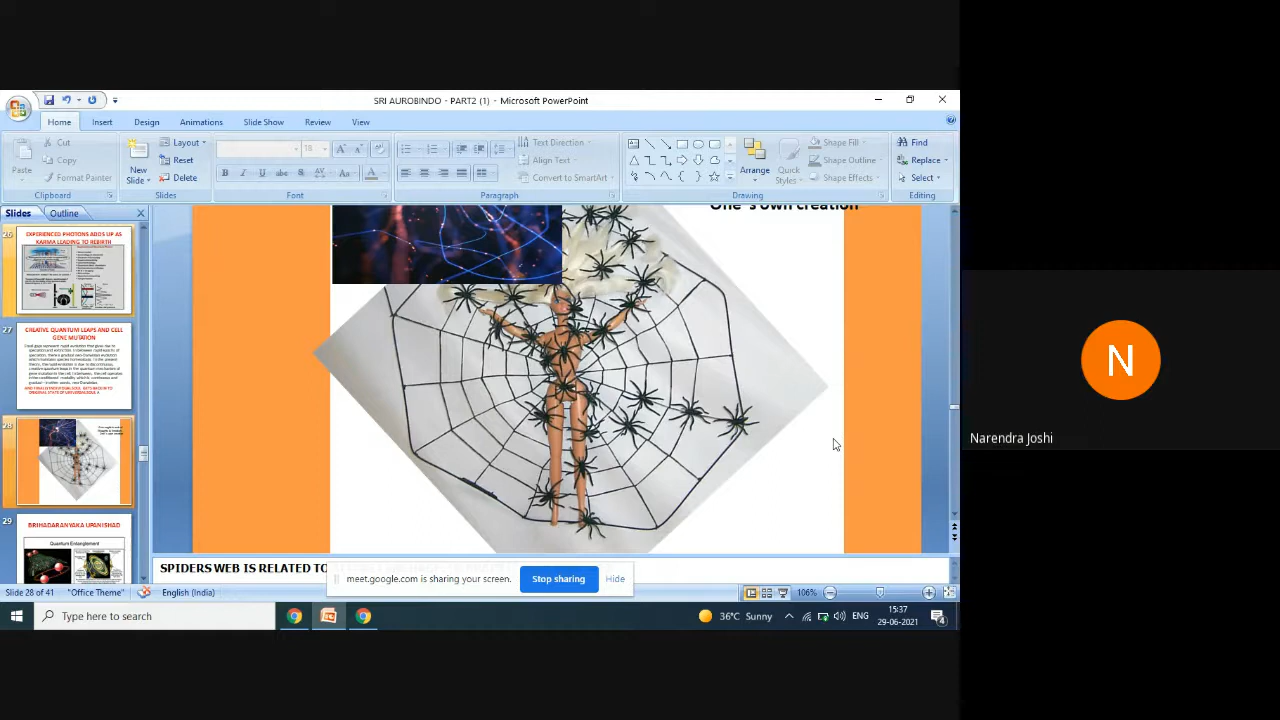 SRI AUROBINDO - PART2 (1) - Microsoft PowerPoint
Home Insert Design Animations Slide Show Review View
Cut
Copy
Format Painter
Paste
Clipboard
New
Slide
Layout
Reset
Delete
Slides
18
B I U abc S AV Aa A
Font
Text Direction
Align Text
Convert to SmartArt
Paragraph
Arrange
Quick
Styles
Shape Fill
Shape Outline
Shape Effects
Drawing
Find
Replace
Select
Editing
Slides Outline
26
EXPERIENCED PHOTONS ADDS UP AS
KARMA LEADING TO REBIRTH
27
CREATIVE QUANTUM LEAPS AND CELL
GENE MUTATION
28
29
BRIHADARANYAKA UPANISHAD
Quantum Entanglement
One 's own creation
SPIDERS WEB IS RELATED TO
meet.google.com is sharing your screen.
Stop sharing
Hide
Slide 28 of 41 "Office Theme" English (India)
106%
Type here to search
36°C Sunny
ENG
15:37
29-06-2021
4
N
Narendra Joshi